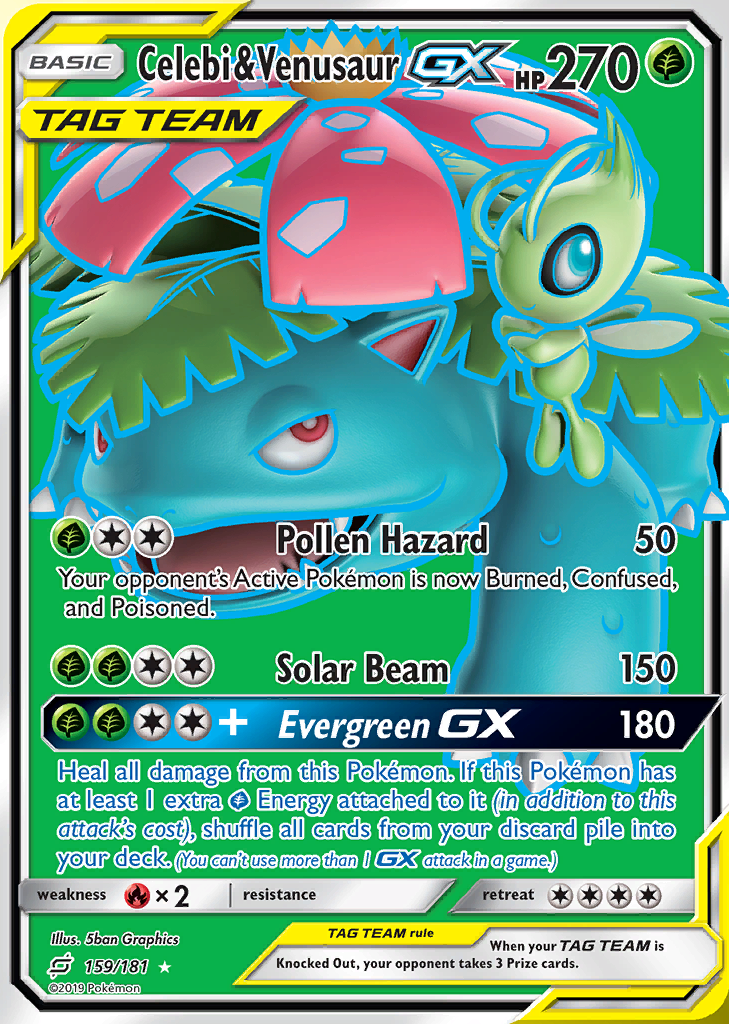 BASIC Celebi&Venusaur GX HP270
TAG TEAM
Pollen Hazard 50
Your opponent's Active Pokémon is now Burned, Confused,
and Poisoned.
Solar Beam 150
+ Evergreen GX 180
Heal all damage from this Pokémon. If this Pokémon has
at least 1 extra Energy attached to it (in addition to this
attack's cost), shuffle all cards from your discard pile into
your deck. (You can't use more than 1 GX attack in a game.)
weakness ×2 resistance retreat
Illus. 5ban Graphics
159/181
©2019 Pokémon
TAG TEAM rule
When your TAG TEAM is
Knocked Out, your opponent takes 3 Prize cards.